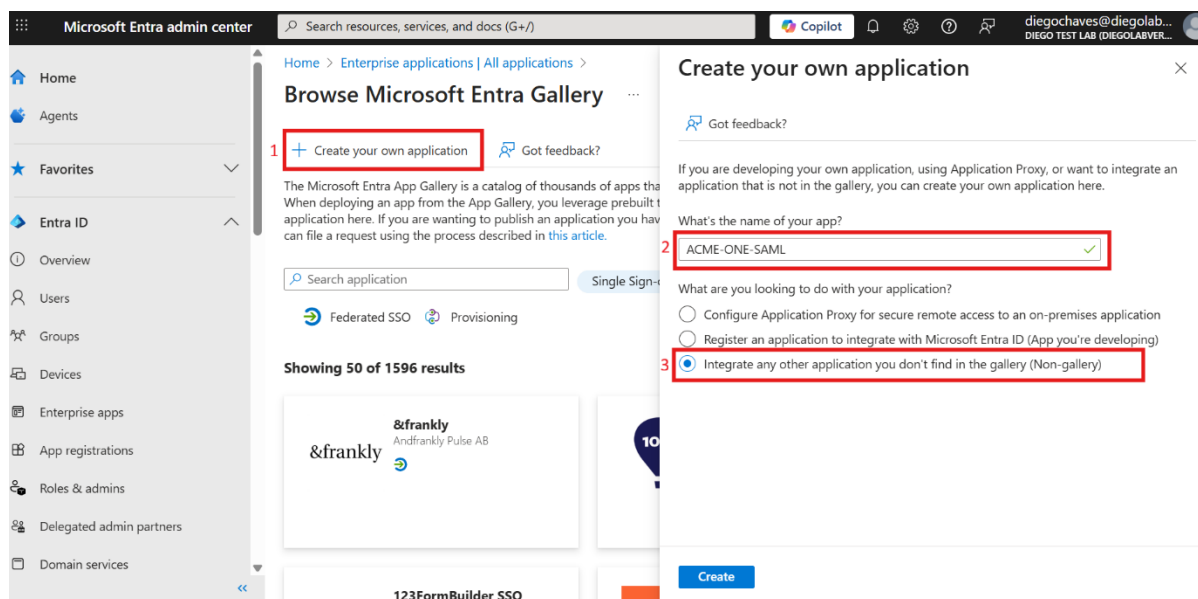 Microsoft Entra admin center
Search resources, services, and docs (G+/)
Copilot
diegochaves@diegolab...
DIEGO TEST LAB (DIEGOLABVER...
Home
Agents
Favorites
Entra ID
Overview
Users
Groups
Devices
Enterprise apps
App registrations
Roles & admins
Delegated admin partners
Domain services
Home > Enterprise applications | All applications >
Browse Microsoft Entra Gallery ...
1
+ Create your own application
Got feedback?
The Microsoft Entra App Gallery is a catalog of thousands of apps tha
When deploying an app from the App Gallery, you leverage prebuilt t
application here. If you are wanting to publish an application you hav
can file a request using the process described in this article.
Search application
Single Sign-
Federated SSO
Provisioning
Showing 50 of 1596 results
&frankly
Andfrankly Pulse AB
&frankly
10
123FormBuilder SSO
Create your own application
Got feedback?
If you are developing your own application, using Application Proxy, or want to integrate an
application that is not in the gallery, you can create your own application here.
What's the name of your app?
2
ACME-ONE-SAML
What are you looking to do with your application?
Configure Application Proxy for secure remote access to an on-premises application
Register an application to integrate with Microsoft Entra ID (App you're developing)
3
Integrate any other application you don't find in the gallery (Non-gallery)
Create